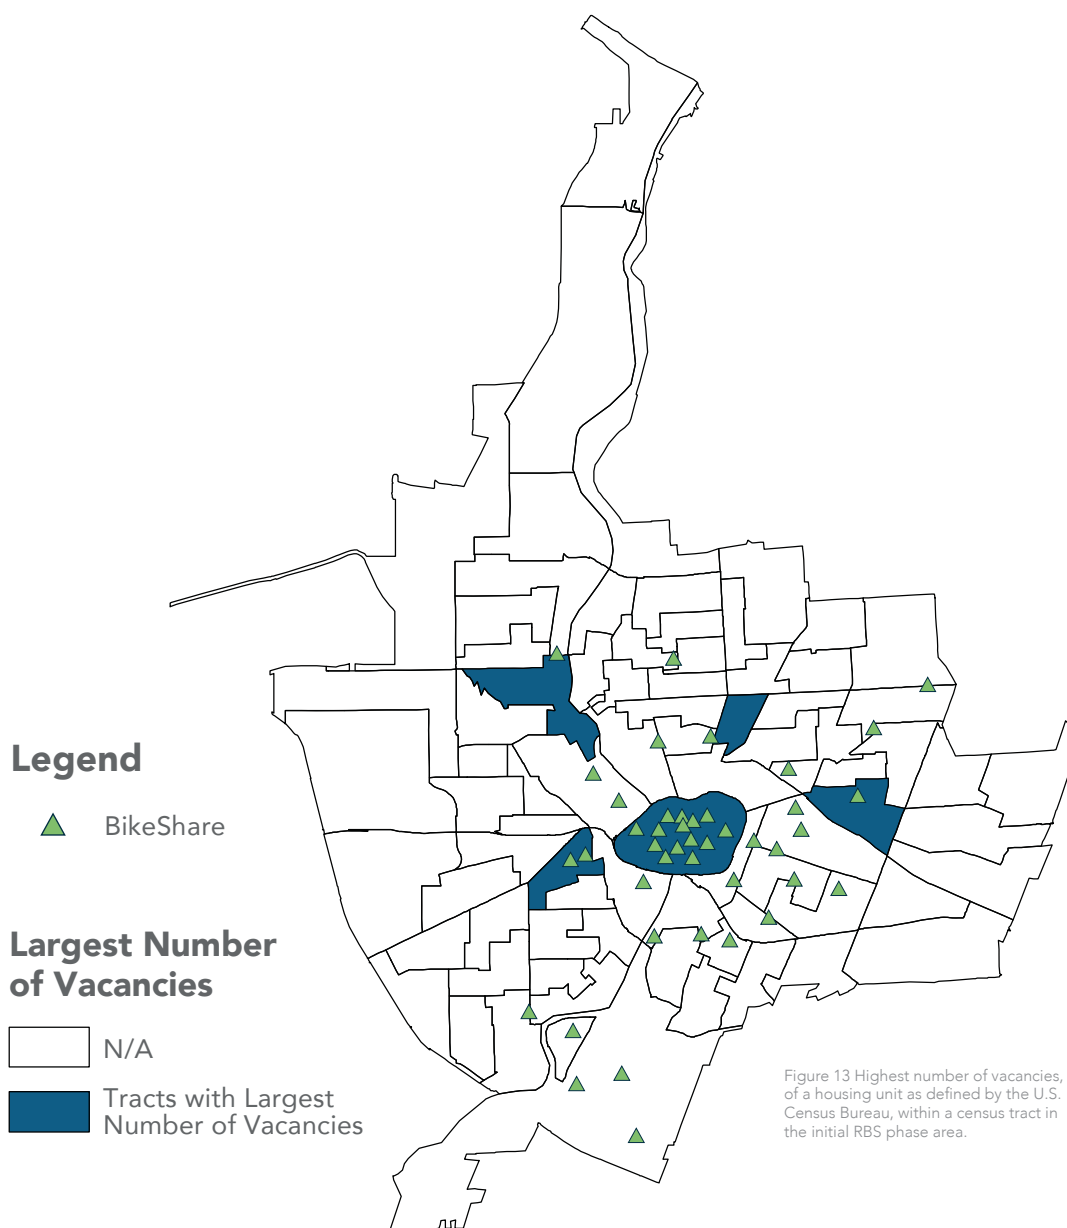 Legend
BikeShare
Largest Number
of Vacancies
N/A
Tracts with Largest
Number of Vacancies
Figure 13 Highest number of vacancies,
of a housing unit as defined by the U.S.
Census Bureau, within a census tract in
the initial RBS phase area.